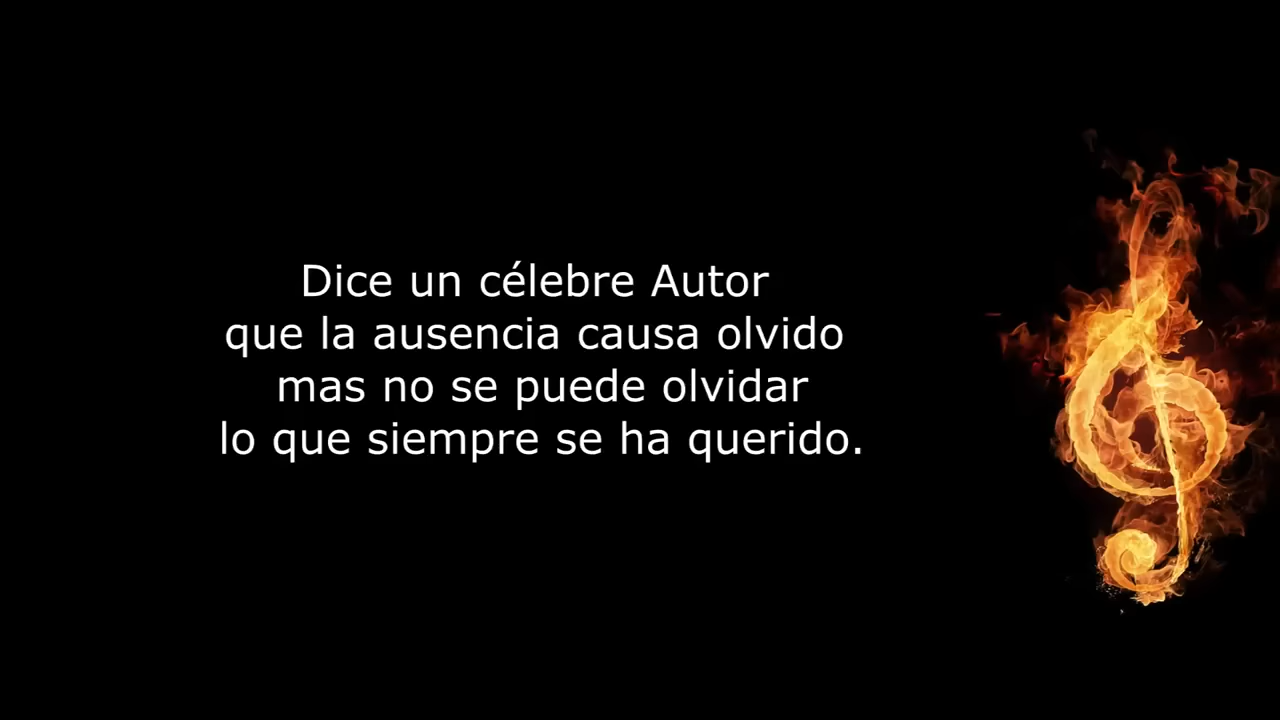 Dice un célebre Autor
que la ausencia causa olvido
mas no se puede olvidar
lo que siempre se ha querido.